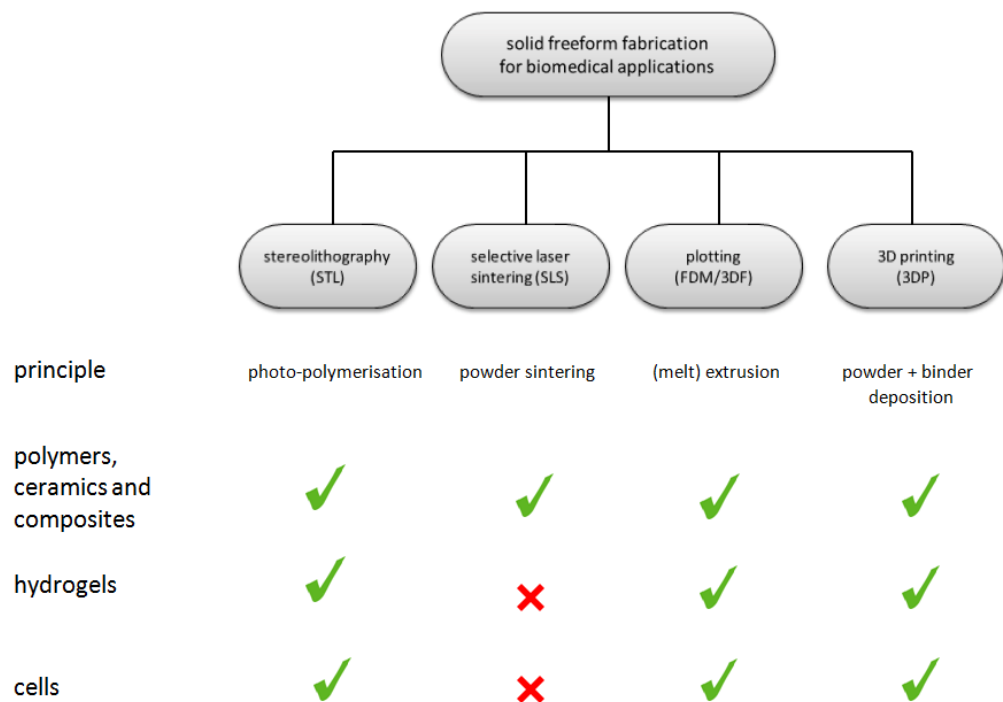 solid freeform fabrication
for biomedical applications
stereolithography
(STL)
selective laser
sintering (SLS)
plotting
(FDM/3DF)
3D printing
(3DP)
principle
photo-polymerisation
powder sintering
(melt) extrusion
powder + binder
deposition
polymers,
ceramics and
composites
hydrogels
cells